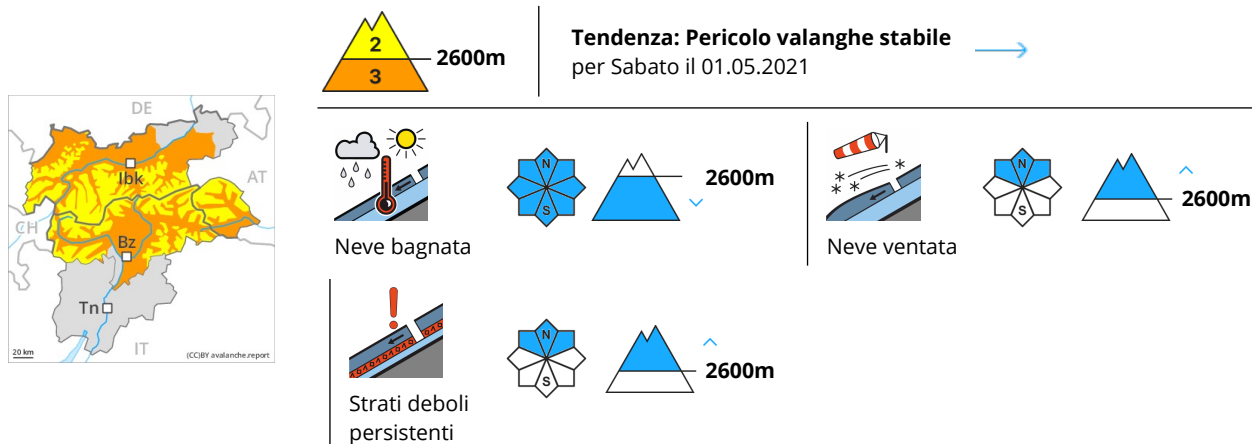 2
3
2600m
Tendenza: Pericolo valanghe stabile
per Sabato il 01.05.2021
DE
Ibk
AT
CH
Bz
Tn
IT
20 km
(CC)BY avalanche.report
N
S
2600m
Neve bagnata
N
S
2600m
Neve ventata
N
S
2600m
Strati deboli
persistenti